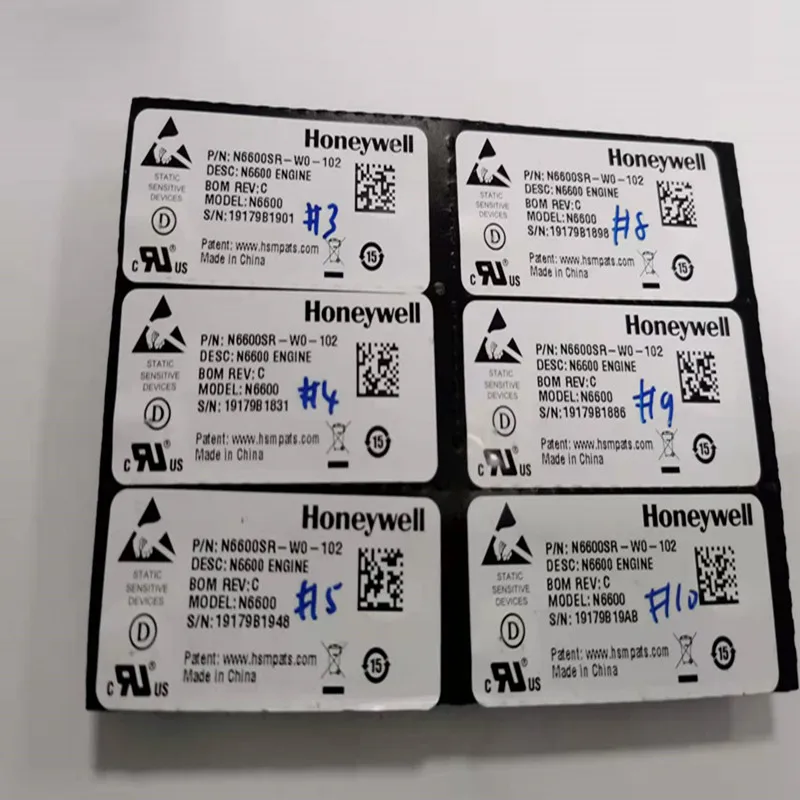 Honeywell
P/N: N6600SR-W0-102
DESC: N6600 ENGINE
BOM REV: C
MODEL: N6600
S/N: 19179B1901
#3
STATIC
SENSITIVE
DEVICES
D
Patent: www.hsmpats.com
Made in China
15
c RU US
Honeywell
P/N: N6600SR-W0-102
DESC: N6600 ENGINE
BOM REV: C
MODEL: N6600
S/N: 19179B1898
#8
STATIC
SENSITIVE
DEVICES
D
Patent: www.hsmpats.com
Made in China
15
c RU US
Honeywell
P/N: N6600SR-W0-102
DESC: N6600 ENGINE
BOM REV: C
MODEL: N6600
S/N: 19179B1831
#4
STATIC
SENSITIVE
DEVICES
D
Patent: www.hsmpats.com
Made in China
15
c RU US
Honeywell
P/N: N6600SR-W0-102
DESC: N6600 ENGINE
BOM REV: C
MODEL: N6600
S/N: 19179B1886
#9
STATIC
SENSITIVE
DEVICES
D
Patent: www.hsmpats.com
Made in China
15
c RU US
Honeywell
P/N: N6600SR-W0-102
DESC: N6600 ENGINE
BOM REV: C
MODEL: N6600
S/N: 19179B1948
#5
STATIC
SENSITIVE
DEVICES
D
Patent: www.hsmpats.com
Made in China
15
c RU US
Honeywell
P/N: N6600SR-W0-102
DESC: N6600 ENGINE
BOM REV: C
MODEL: N6600
S/N: 19179B19AB
#10
STATIC
SENSITIVE
DEVICES
D
Patent: www.hsmpats.com
Made in China
15
c RU US